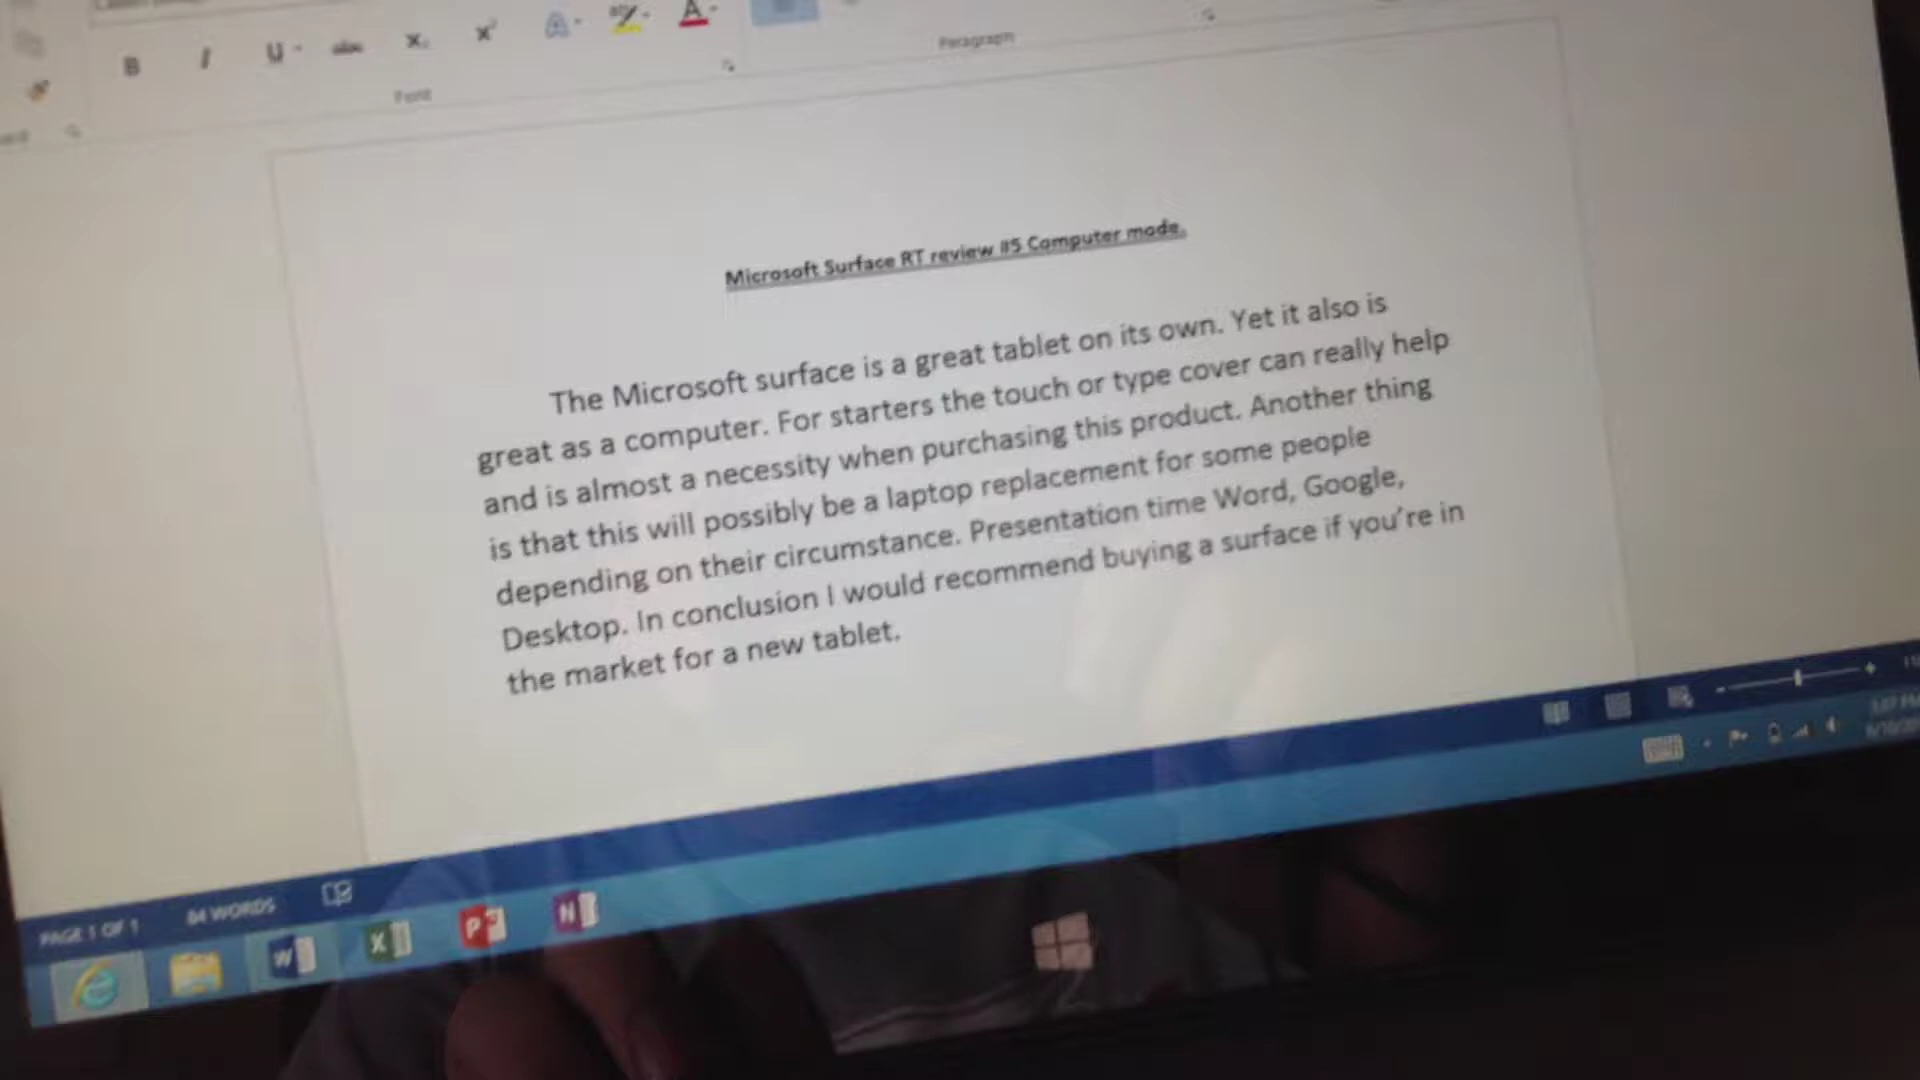 B I U abc X₂ X² A A
Font
Paragraph
Microsoft Surface RT review #5 Computer mode.
The Microsoft surface is a great tablet on its own. Yet it also is
great as a computer. For starters the touch or type cover can really help
and is almost a necessity when purchasing this product. Another thing
is that this will possibly be a laptop replacement for some people
depending on their circumstance. Presentation time Word, Google,
Desktop. In conclusion I would recommend buying a surface if you're in
the market for a new tablet.
PAGE 1 OF 1 84 WORDS